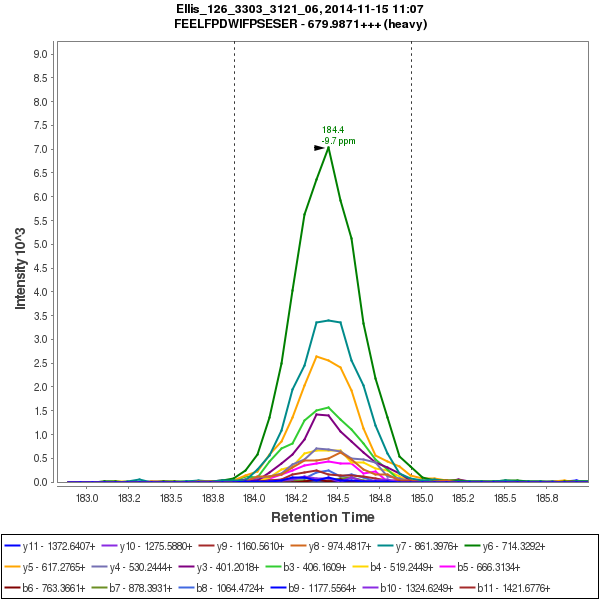 Ellis_126_3303_3121_06, 2014-11-15 11:07
FEELFPDWIFPSESER - 679.9871+++ (heavy)
9.0
8.5
8.0
7.5
7.0
6.5
6.0
5.5
5.0
4.5
4.0
3.5
3.0
2.5
2.0
1.5
1.0
0.5
0.0
Intensity 10^3
184.4
-9.7 ppm
183.0 183.2 183.5 183.8 184.0 184.2 184.5 184.8 185.0 185.2 185.5 185.8
Retention Time
y11 - 1372.6407+ y10 - 1275.5880+ y9 - 1160.5610+ y8 - 974.4817+ y7 - 861.3976+ y6 - 714.3292+
y5 - 617.2765+ y4 - 530.2444+ y3 - 401.2018+ b3 - 406.1609+ b4 - 519.2449+ b5 - 666.3134+
b6 - 763.3661+ b7 - 878.3931+ b8 - 1064.4724+ b9 - 1177.5564+ b10 - 1324.6249+ b11 - 1421.6776+